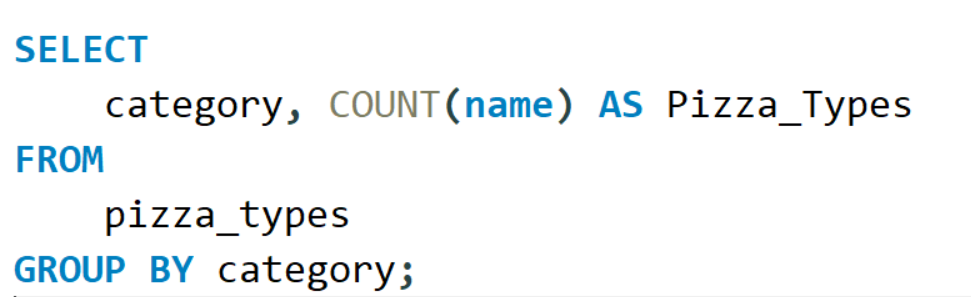 SELECT
    category, COUNT(name) AS Pizza_Types
FROM
    pizza_types
GROUP BY category;